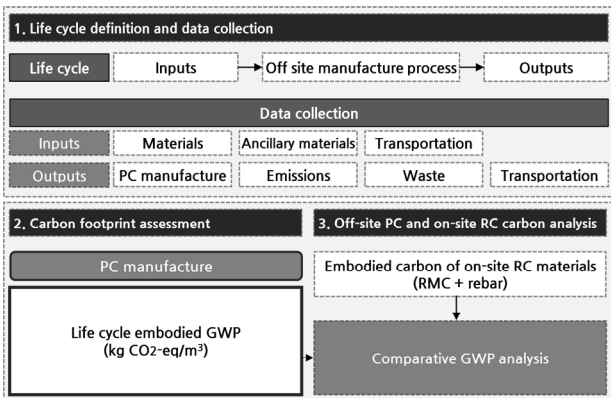 1. Life cycle definition and data collection
Life cycle
Inputs
Off site manufacture process
Outputs
Data collection
Inputs
Materials
Ancillary materials
Transportation
Outputs
PC manufacture
Emissions
Waste
Transportation
2. Carbon footprint assessment
PC manufacture
Life cycle embodied GWP
(kg CO2-eq/m³)
3. Off-site PC and on-site RC carbon analysis
Embodied carbon of on-site RC materials
(RMC + rebar)
Comparative GWP analysis